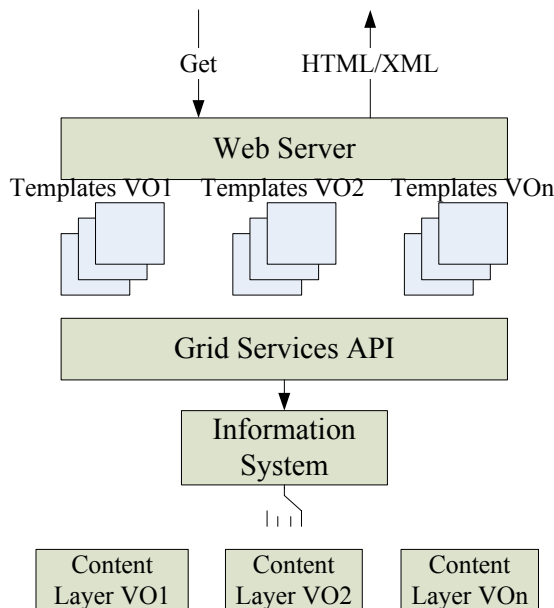 Get HTML/XML
Web Server
Templates VO1 Templates VO2 Templates VOn
Grid Services API
Information
System
Content Content Content
Layer VO1 Layer VO2 Layer VOn